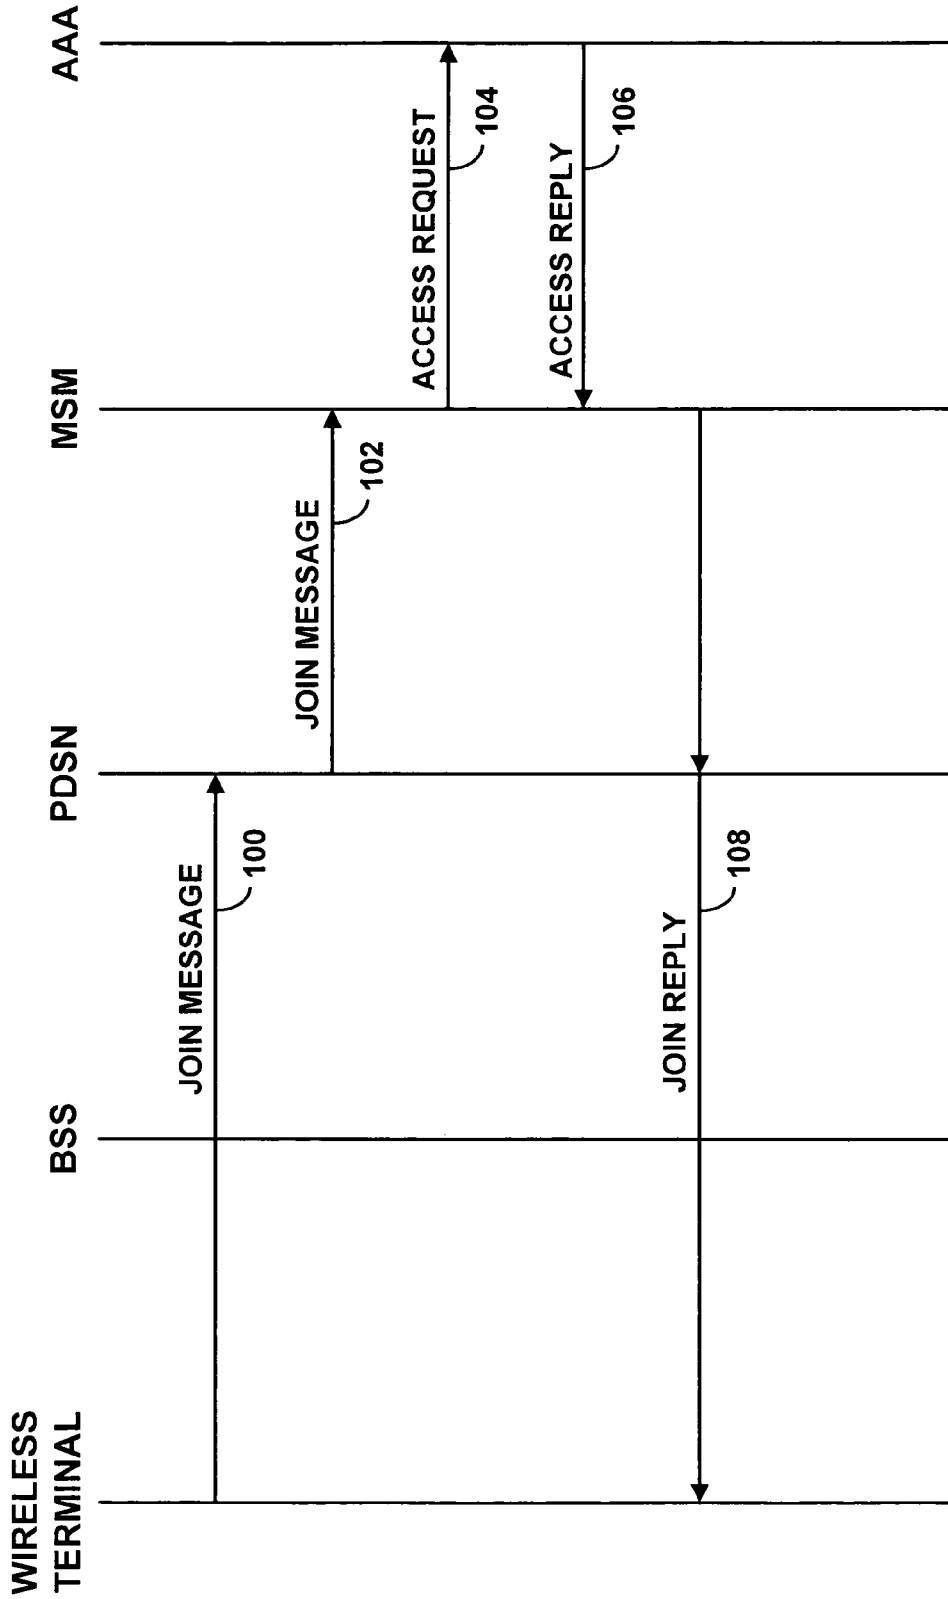 WIRELESS
TERMINAL
BSS
PDSN
MSM
AAA
JOIN MESSAGE
100
JOIN MESSAGE
102
ACCESS REQUEST
104
ACCESS REPLY
106
JOIN REPLY
108